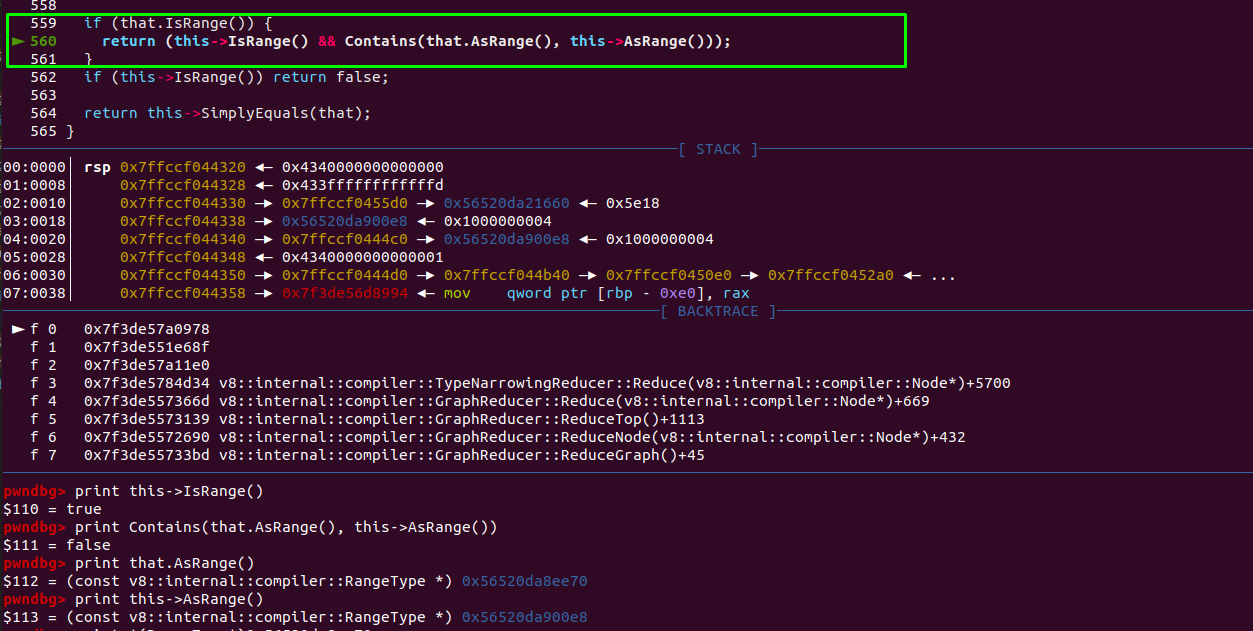 558
559 if (that.IsRange()) {
► 560 return (this->IsRange() && Contains(that.AsRange(), this->AsRange()));
561 }
562 if (this->IsRange()) return false;
563
564 return this->SimplyEquals(that);
565 }
[ STACK ]
00:0000│ rsp 0x7ffccf044320 ◂— 0x4340000000000000
01:0008│ 0x7ffccf044328 ◂— 0x433ffffffffffffd
02:0010│ 0x7ffccf044330 —▸ 0x7ffccf0455d0 —▸ 0x56520da21660 ◂— 0x5e18
03:0018│ 0x7ffccf044338 —▸ 0x56520da900e8 ◂— 0x1000000004
04:0020│ 0x7ffccf044340 —▸ 0x7ffccf0444c0 —▸ 0x56520da900e8 ◂— 0x1000000004
05:0028│ 0x7ffccf044348 ◂— 0x4340000000000001
06:0030│ 0x7ffccf044350 —▸ 0x7ffccf0444d0 —▸ 0x7ffccf044b40 —▸ 0x7ffccf0450e0 —▸ 0x7ffccf0452a0 ◂— ...
07:0038│ 0x7ffccf044358 —▸ 0x7f3de56d8994 ◂— mov qword ptr [rbp - 0xe0], rax
[ BACKTRACE ]
► f 0 0x7f3de57a0978
f 1 0x7f3de551e68f
f 2 0x7f3de57a11e0
f 3 0x7f3de5784d34 v8::internal::compiler::TypeNarrowingReducer::Reduce(v8::internal::compiler::Node*)+5700
f 4 0x7f3de557366d v8::internal::compiler::GraphReducer::Reduce(v8::internal::compiler::Node*)+669
f 5 0x7f3de5573139 v8::internal::compiler::GraphReducer::ReduceTop()+1113
f 6 0x7f3de5572690 v8::internal::compiler::GraphReducer::ReduceNode(v8::internal::compiler::Node*)+432
f 7 0x7f3de55733bd v8::internal::compiler::GraphReducer::ReduceGraph()+45
pwndbg> print this->IsRange()
$110 = true
pwndbg> print Contains(that.AsRange(), this->AsRange())
$111 = false
pwndbg> print that.AsRange()
$112 = (const v8::internal::compiler::RangeType *) 0x56520da8ee70
pwndbg> print this->AsRange()
$113 = (const v8::internal::compiler::RangeType *) 0x56520da900e8